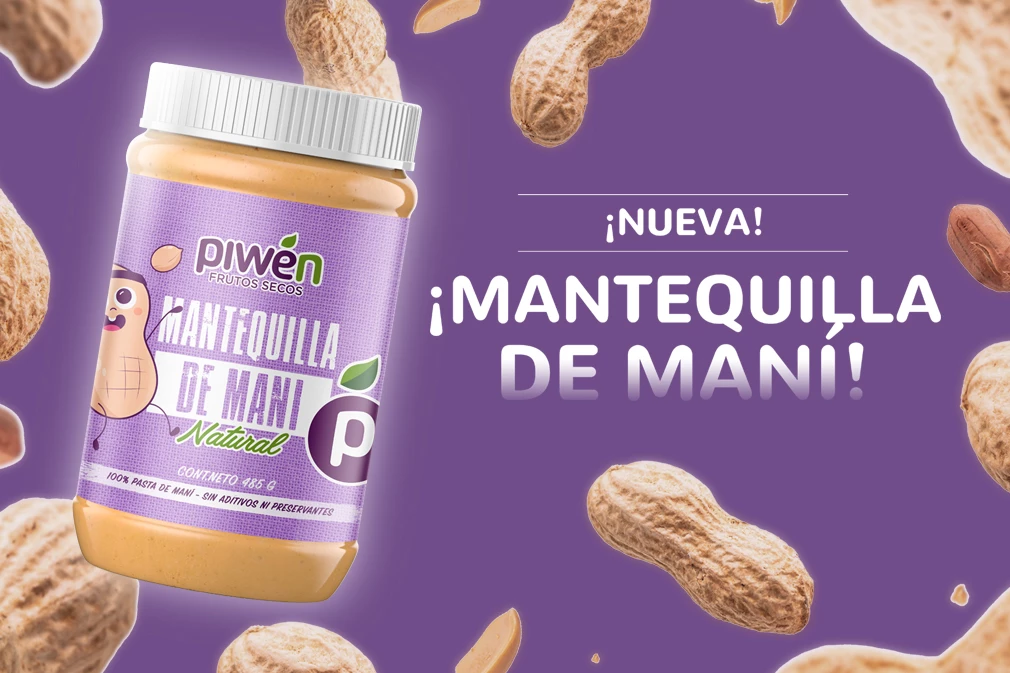 piwén
FRUTOS SECOS
MANTEQUILLA
DE MANI
Natural
p
CONT.NETO 485 G
100% PASTA DE MANÍ - SIN ADITIVOS NI PRESERVANTES
¡NUEVA!
¡MANTEQUILLA
DE MANÍ!